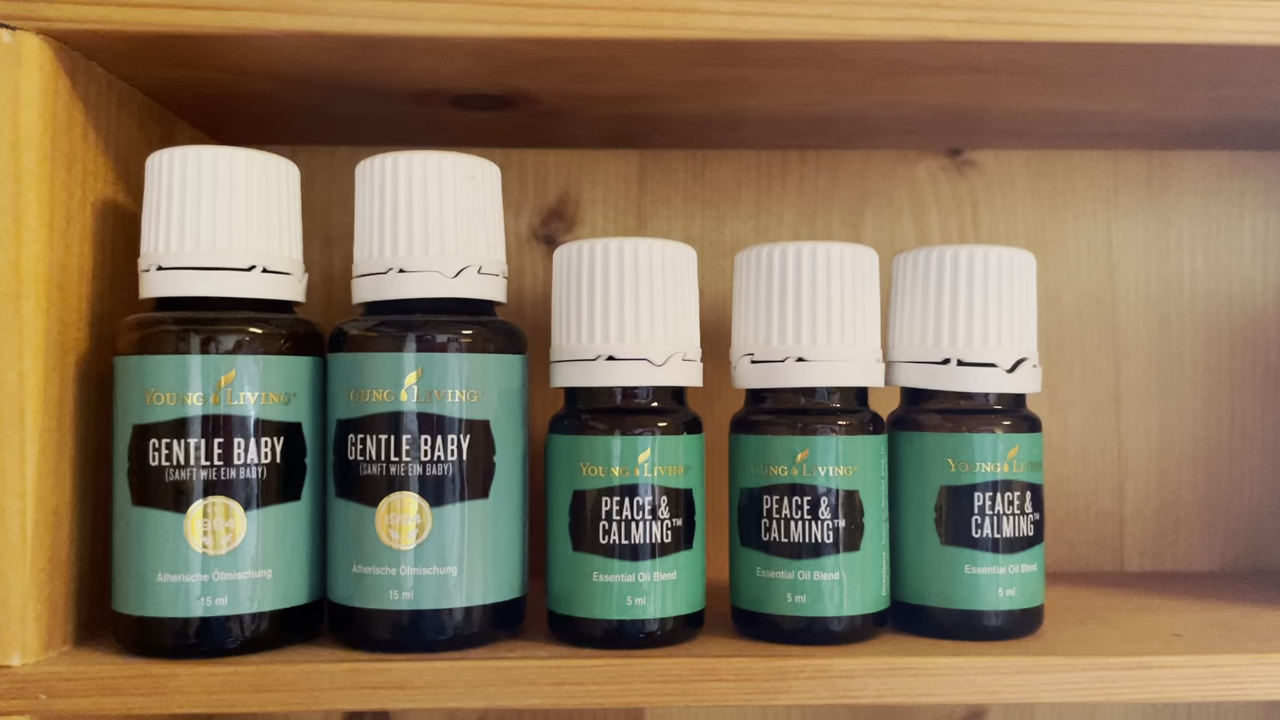 YOUNG LIVING
GENTLE BABY
(SANFT WIE EIN BABY)
1994
Ätherische Ölmischung
15 ml
YOUNG LIVING
GENTLE BABY
(SANFT WIE EIN BABY)
1994
Ätherische Ölmischung
15 ml
YOUNG LIVING
PEACE &
CALMING™
Essential Oil Blend
5 ml
YOUNG LIVING
PEACE &
CALMING™
Essential Oil Blend
5 ml
YOUNG LIVING
PEACE &
CALMING™
Essential Oil Blend
5 ml